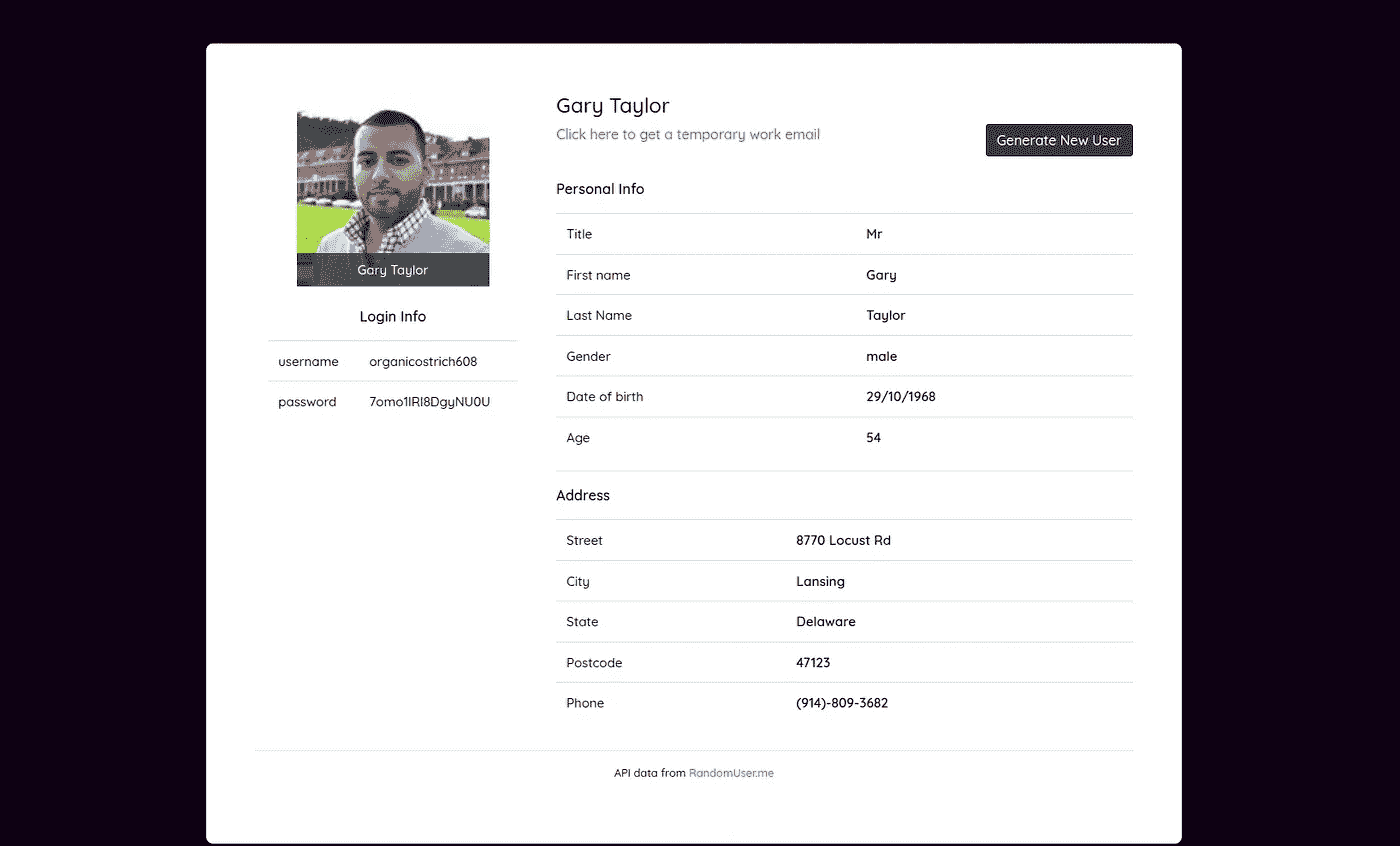 Gary Taylor
Click here to get a temporary work email
Generate New User
Gary Taylor
Login Info
username organicostrich608
password 7omo1lRI8DgyNU0U
Personal Info
Title Mr
First name Gary
Last Name Taylor
Gender male
Date of birth 29/10/1968
Age 54
Address
Street 8770 Locust Rd
City Lansing
State Delaware
Postcode 47123
Phone (914)-809-3682
API data from RandomUser.me